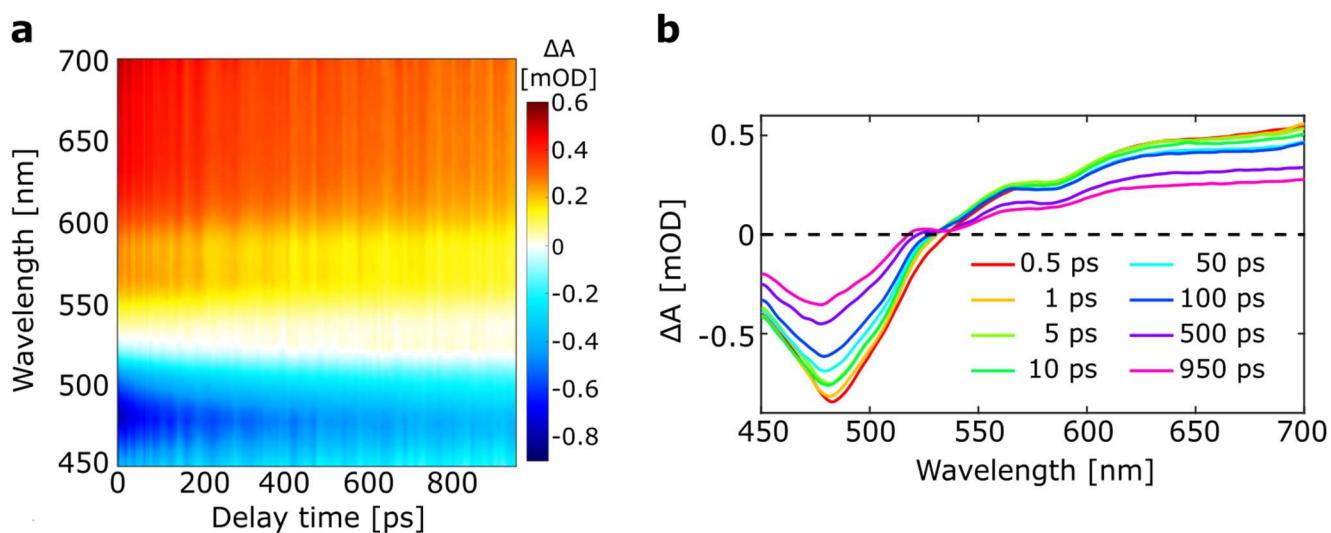 a
ΔA
[mOD]
700
650
600
550
500
450
Wavelength [nm]
0.6
0.4
0.2
0
-0.2
-0.4
-0.6
-0.8
0 200 400 600 800
Delay time [ps]
b
0.5
0
-0.5
ΔA [mOD]
0.5 ps 50 ps
1 ps 100 ps
5 ps 500 ps
10 ps 950 ps
450 500 550 600 650 700
Wavelength [nm]